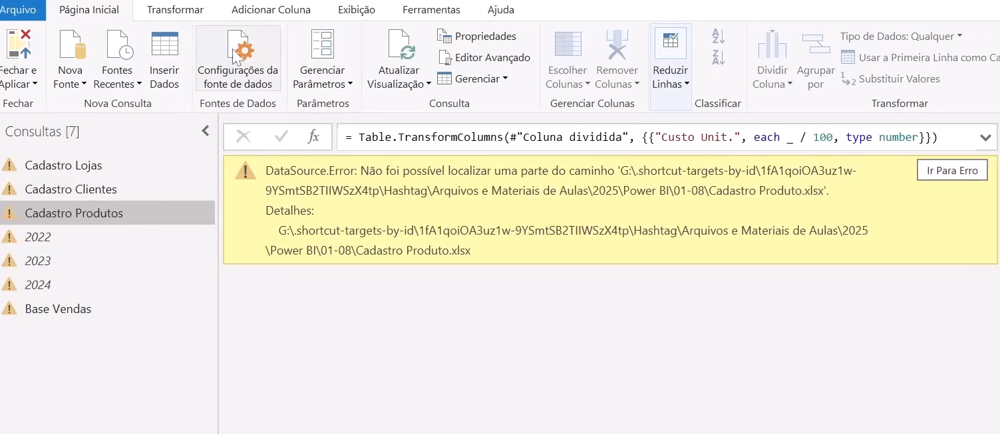 Arquivo
Página Inicial
Transformar
Adicionar Coluna
Exibição
Ferramentas
Ajuda
Fechar e
Aplicar
Nova
Fonte
Fontes
Recentes
Inserir
Dados
Configurações da
fonte de dados
Gerenciar
Parâmetros
Atualizar
Visualização
Propriedades
Editor Avançado
Gerenciar
Escolher
Colunas
Remover
Colunas
Reduzir
Linhas
Dividir
Coluna
Agrupar
por
Tipo de Dados: Qualquer
Usar a Primeira Linha como Ca
Substituir Valores
Fechar
Nova Consulta
Fontes de Dados
Parâmetros
Consulta
Gerenciar Colunas
Classificar
Transformar
Consultas [7]
Cadastro Lojas
Cadastro Clientes
Cadastro Produtos
2022
2023
2024
Base Vendas
fx
= Table.TransformColumns(#"Coluna dividida", {{"Custo Unit.", each _ / 100, type number}})
DataSource.Error: Não foi possível localizar uma parte do caminho 'G:\.shortcut-targets-by-id\1fA1qoiOA3uz1w-
9YSmtSB2TIIWSzX4tp\Hashtag\Arquivos e Materiais de Aulas\2025\Power BI\01-08\Cadastro Produto.xlsx'.
Detalhes:
G:\.shortcut-targets-by-id\1fA1qoiOA3uz1w-9YSmtSB2TIIWSzX4tp\Hashtag\Arquivos e Materiais de Aulas\2025
\Power BI\01-08\Cadastro Produto.xlsx
Ir Para Erro